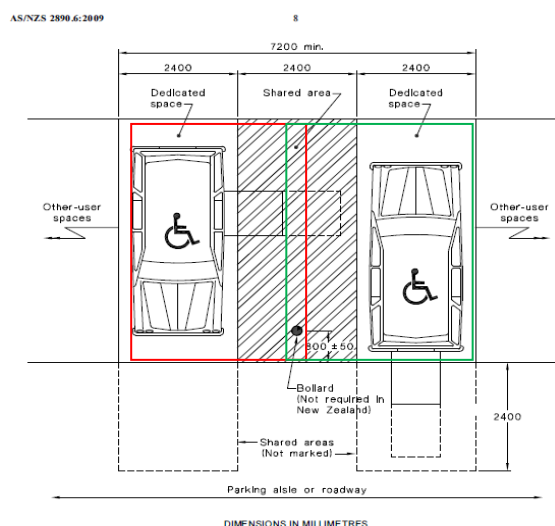 AS/NZS 2890.6:2009 8
7200 min.
2400 2400 2400
Dedicated space
Shared area
Dedicated space
Other-user spaces
Other-user spaces
800 ±50
Bollard
(Not required in
New Zealand)
2400
Shared areas
(Not marked)
Parking aisle or roadway
DIMENSIONS IN MILLIMETRES